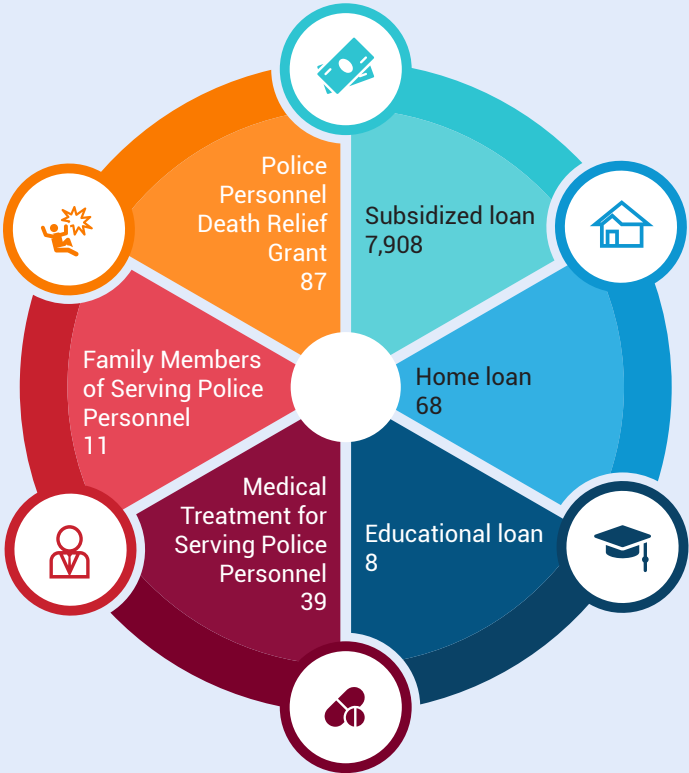 Police
Personnel
Death Relief
Grant
87
Subsidized loan
7,908
Home loan
68
Educational loan
8
Medical
Treatment for
Serving Police
Personnel
39
Family Members
of Serving Police
Personnel
11